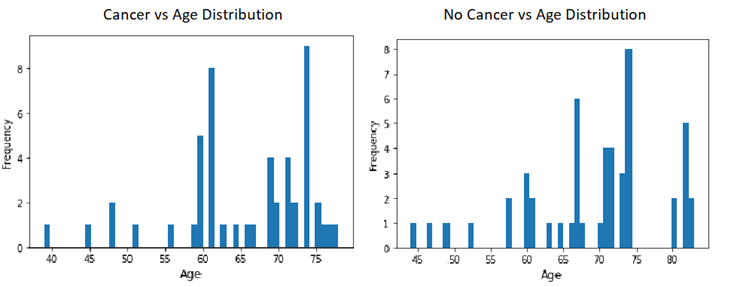 Cancer vs Age Distribution
Frequency
8
6
4
2
0
40 45 50 55 60 65 70 75
Age
No Cancer vs Age Distribution
Frequency
8
7
6
5
4
3
2
1
0
45 50 55 60 65 70 75 80
Age